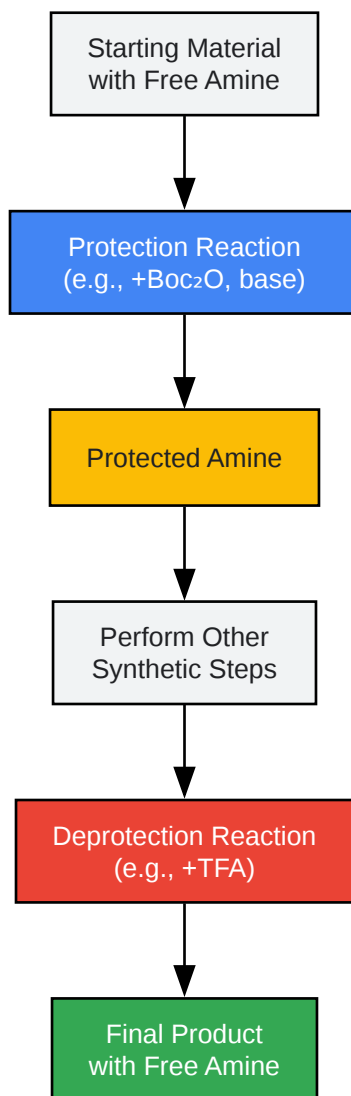 Starting Material
with Free Amine
Protection Reaction
(e.g., +Boc₂O, base)
Protected Amine
Perform Other
Synthetic Steps
Deprotection Reaction
(e.g., +TFA)
Final Product
with Free Amine